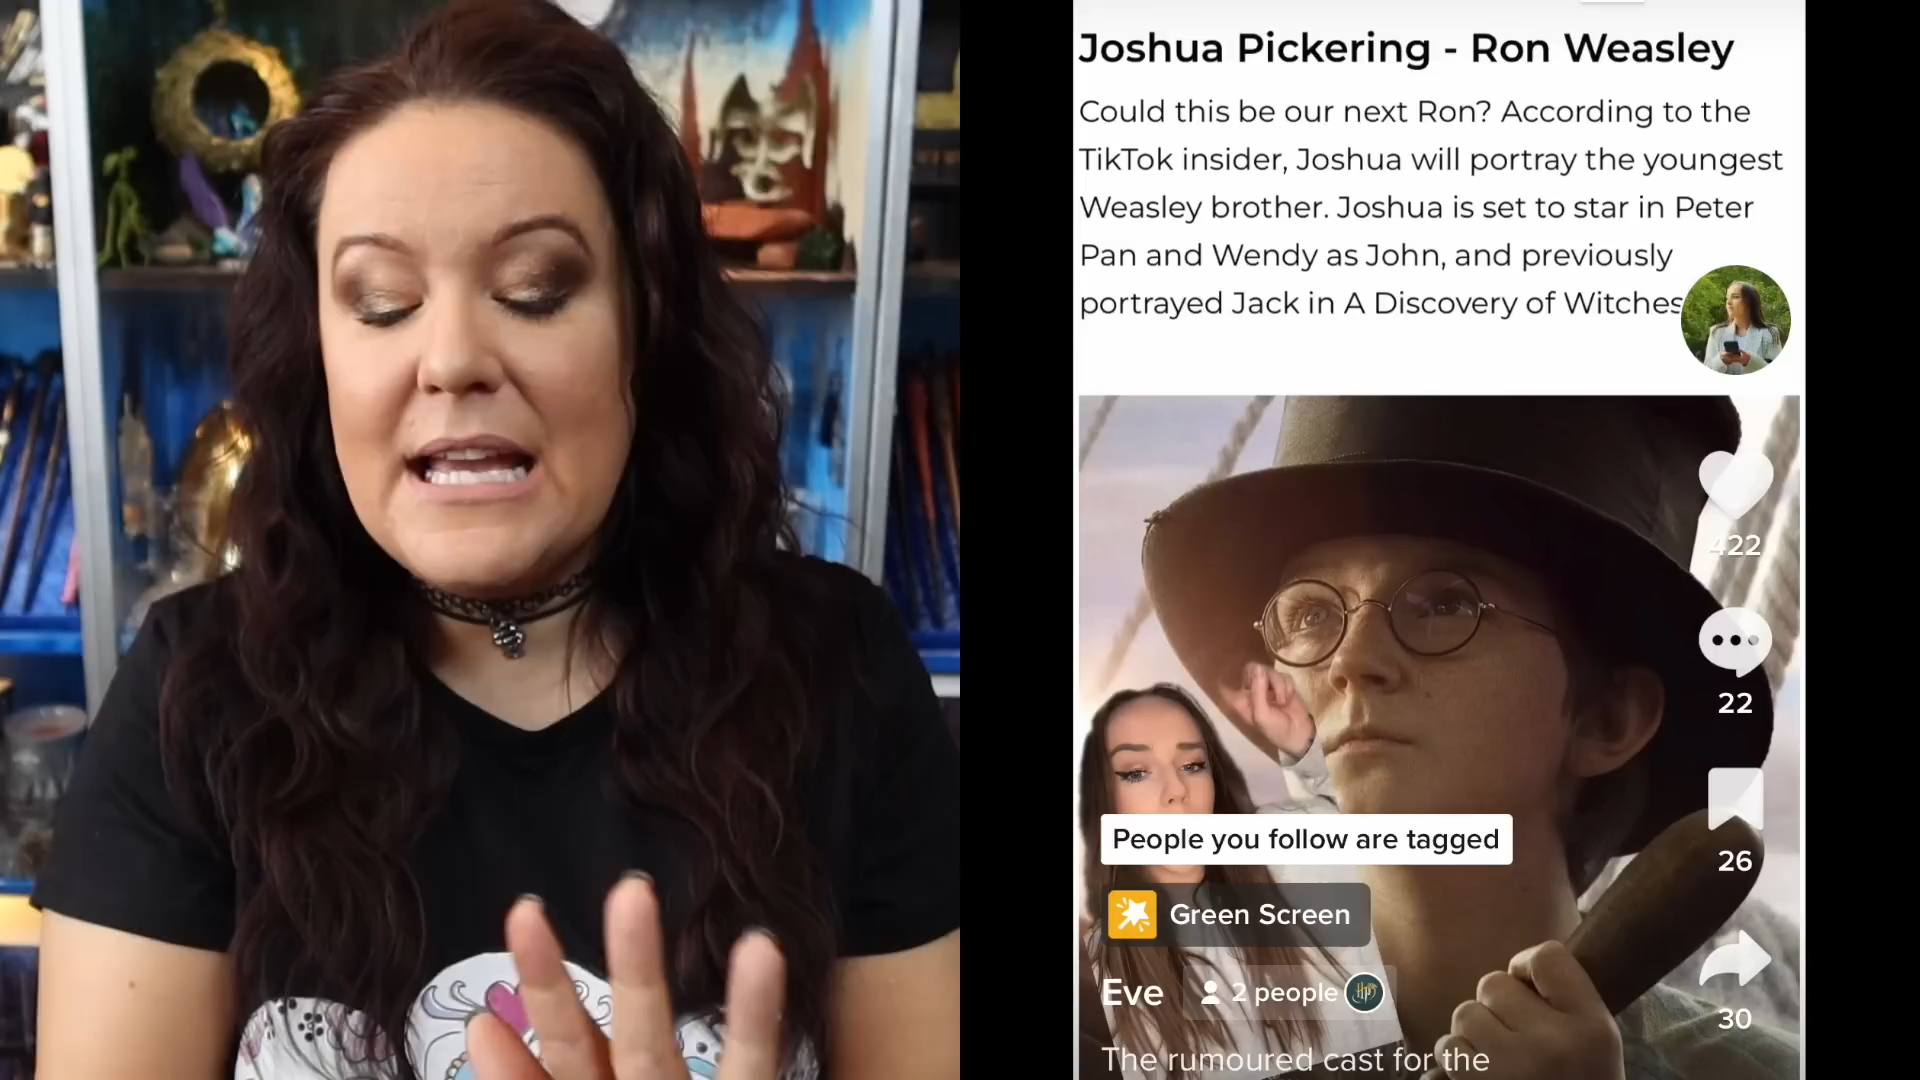 Joshua Pickering - Ron Weasley
Could this be our next Ron? According to the
TikTok insider, Joshua will portray the youngest
Weasley brother. Joshua is set to star in Peter
Pan and Wendy as John, and previously
portrayed Jack in A Discovery of Witches
422
22
People you follow are tagged
26
Green Screen
Eve
2 people
HP
30
The rumoured cast for the